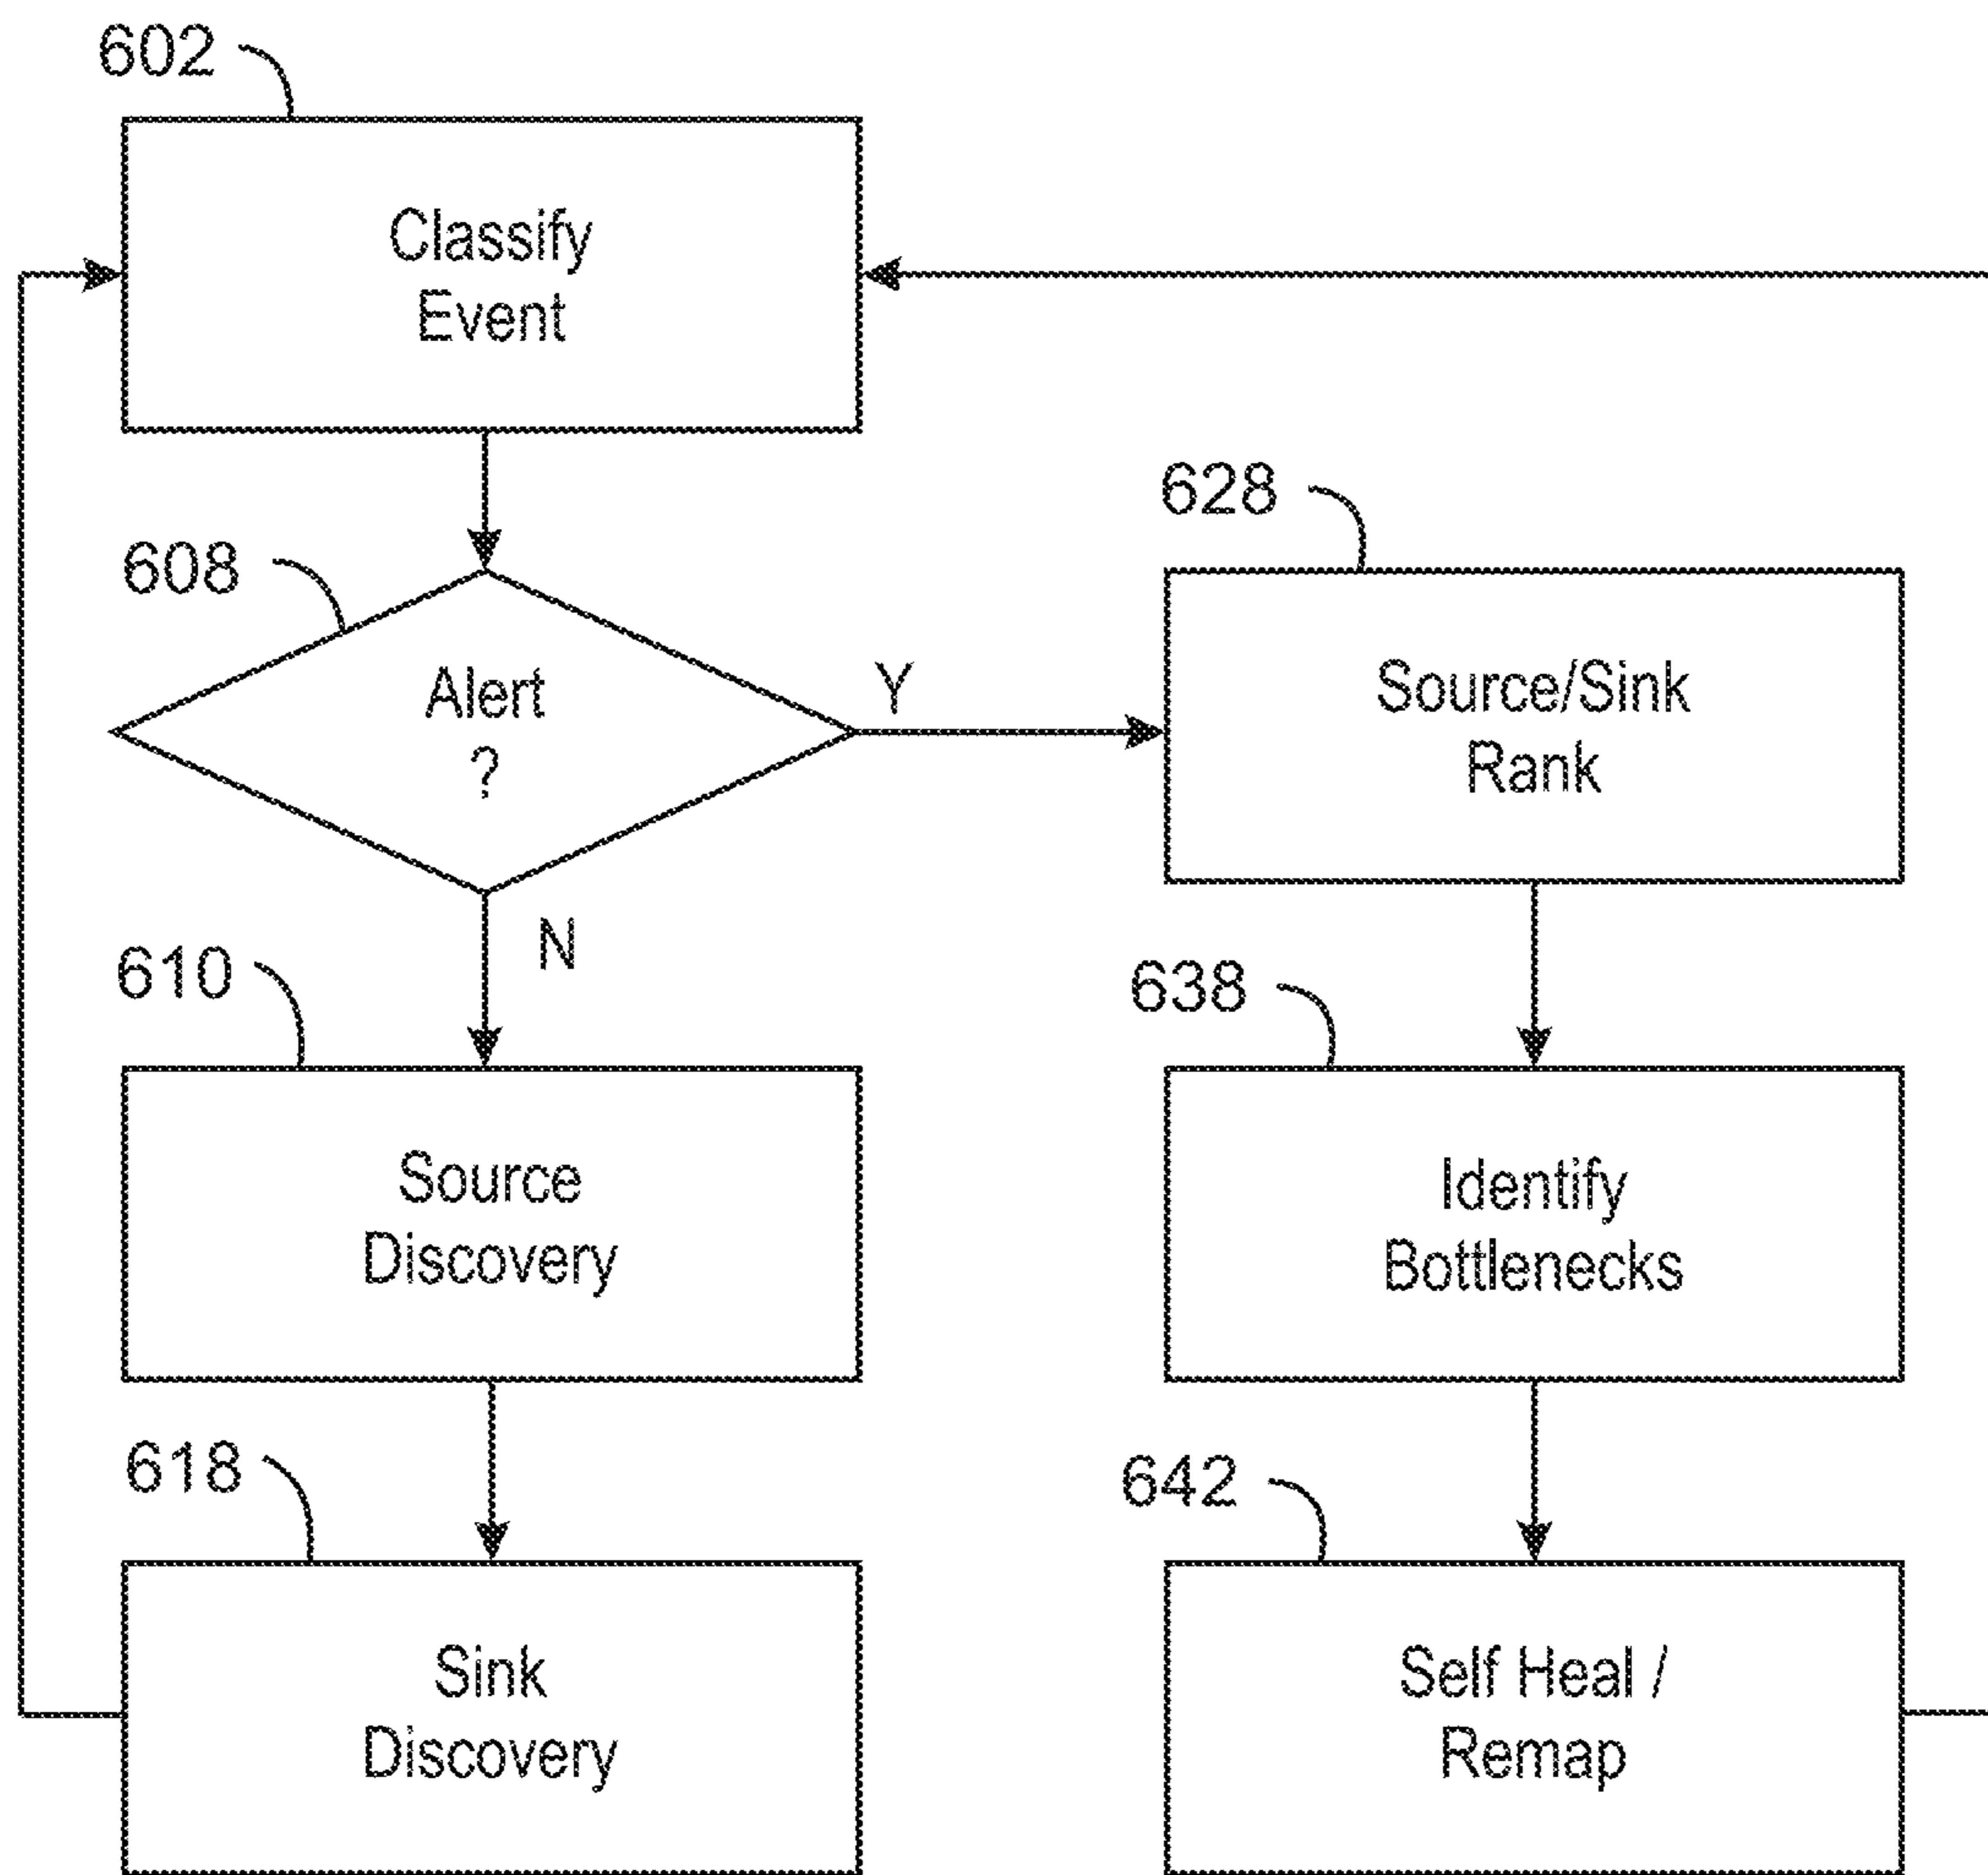 602
Classify
Event
608
Alert
?
Y
N
610
Source
Discovery
618
Sink
Discovery
628
Source/Sink
Rank
638
Identify
Bottlenecks
642
Self Heal /
Remap